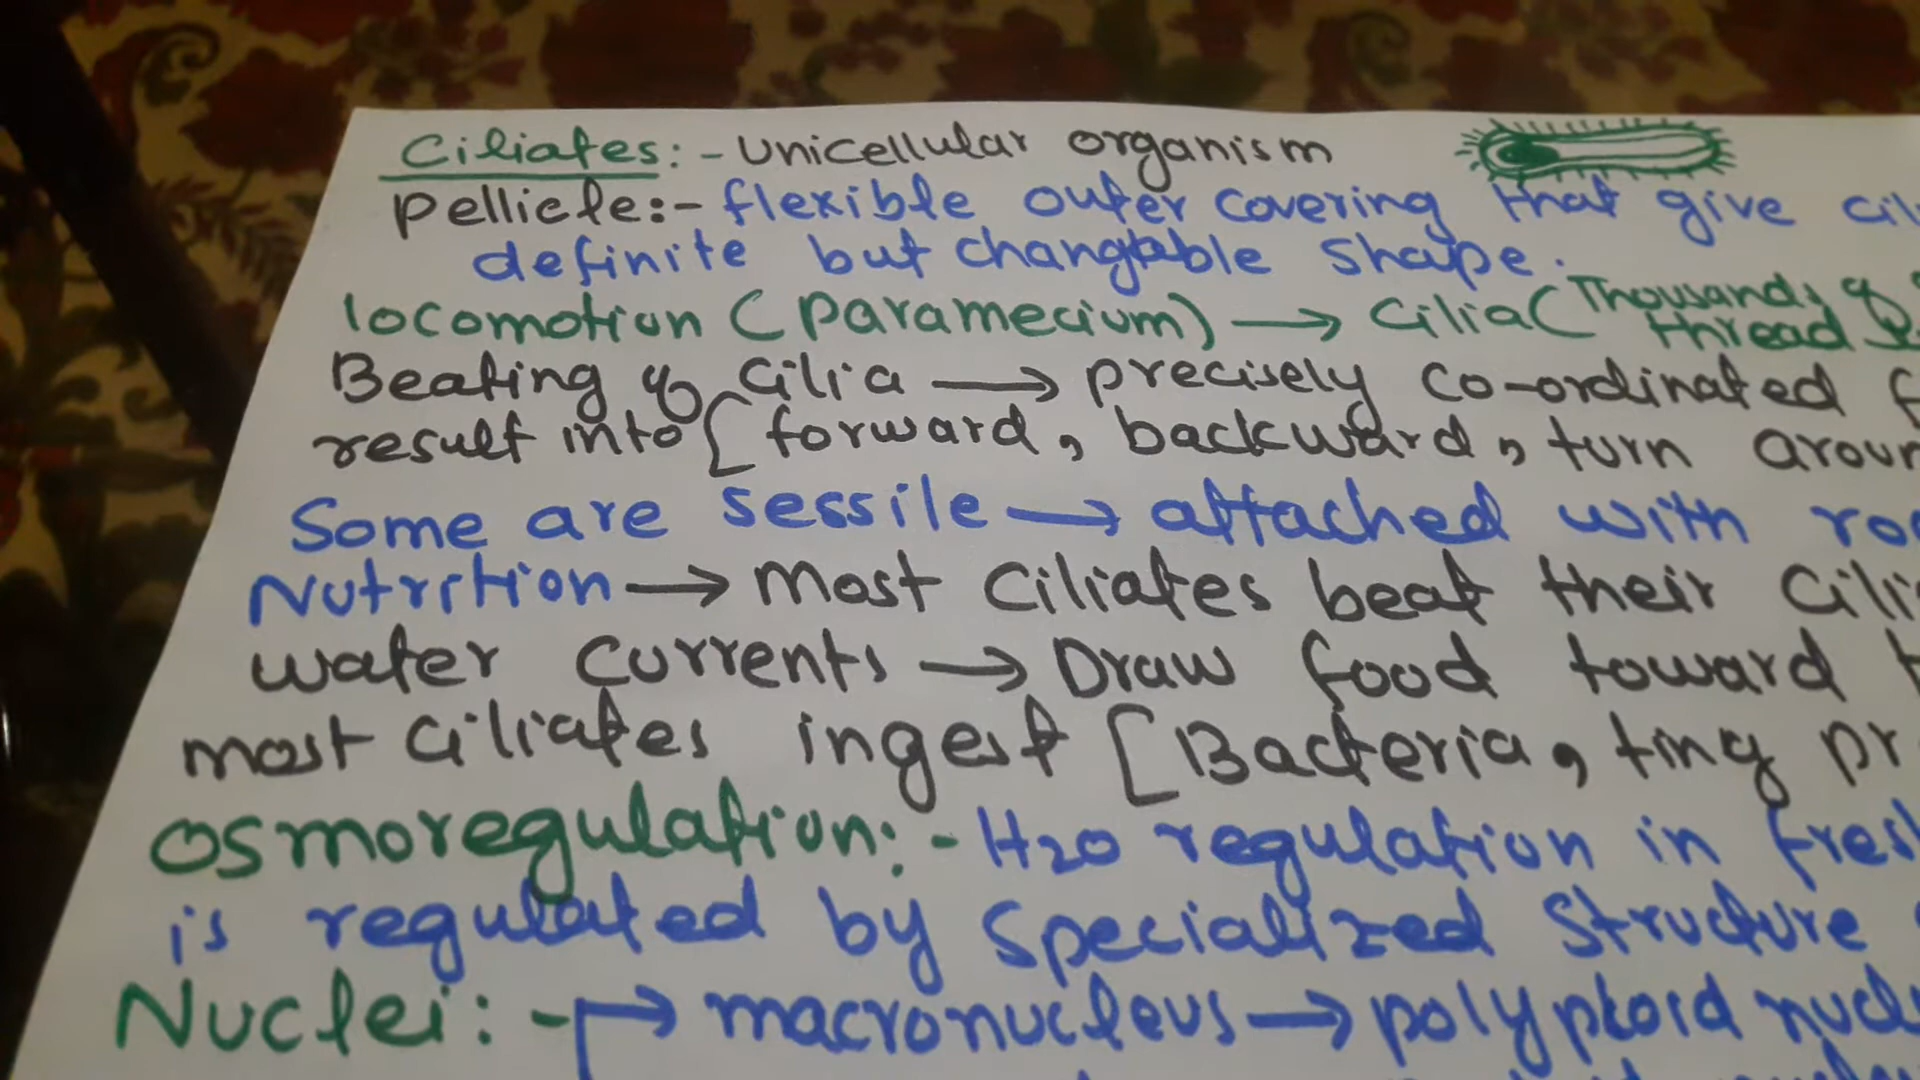 Ciliates:- Unicellular organism
Pellicle:- flexible outer covering that give
definite but changable shape.
locomotion (Paramecium) → Cilia( Thousands of
thread
Beating of Cilia → precisely Co-ordinated
result into [ forward, backward, turn
Some are sessile → attached with
Nutrition → Most Ciliates beat their
water currents → Draw food toward
most Ciliates ingest [Bacteria, tiny
Osmoregulation:- H2O regulation in
is regulated by Specialized Structure
Nuclei:- → macronucleus → polyploid